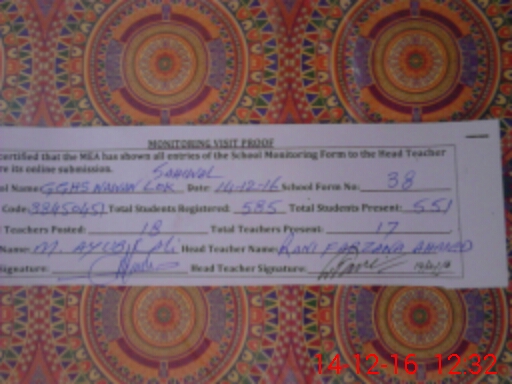 MONITORING VISIT PROOF
certified that the MEA has shown all entries of the School Monitoring Form to the Head Teacher
re its online submission.
ol Name: GGHS NAWAN LOK Date 14-12-16 School Form No: 38
Code: 38450451 Total Students Registered: 585 Total Students Present: 551
Teachers Posted: 18 Total Teachers Present: 17
Name: M. AYUB Ali Head Teacher Name: RANI FARZANA AHMED
Signature: Head Teacher Signature:
14-12-16 12:32